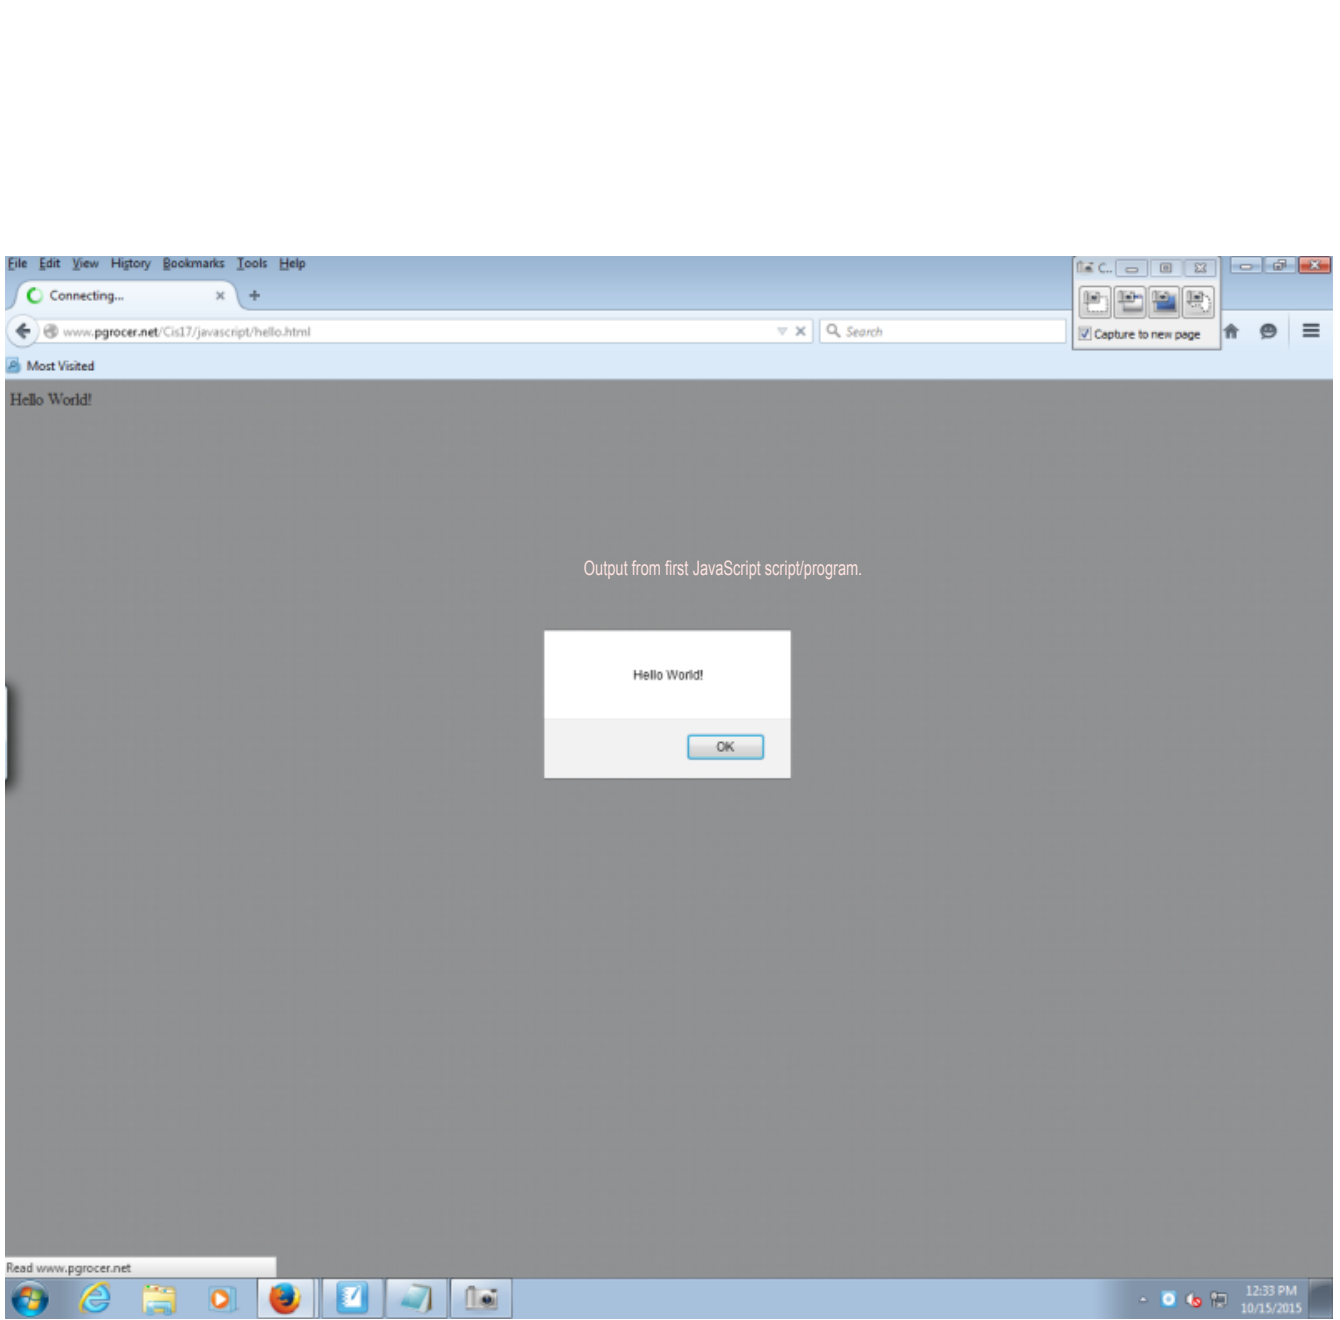 File Edit View History Bookmarks Tools Help
C..
Connecting...
www.pgrocer.net/Cis17/javascript/hello.html
Search
Capture to new page
Most Visited
Hello World!
Output from first JavaScript script/program.
Hello World!
OK
Read www.pgrocer.net
12:33 PM
10/15/2015